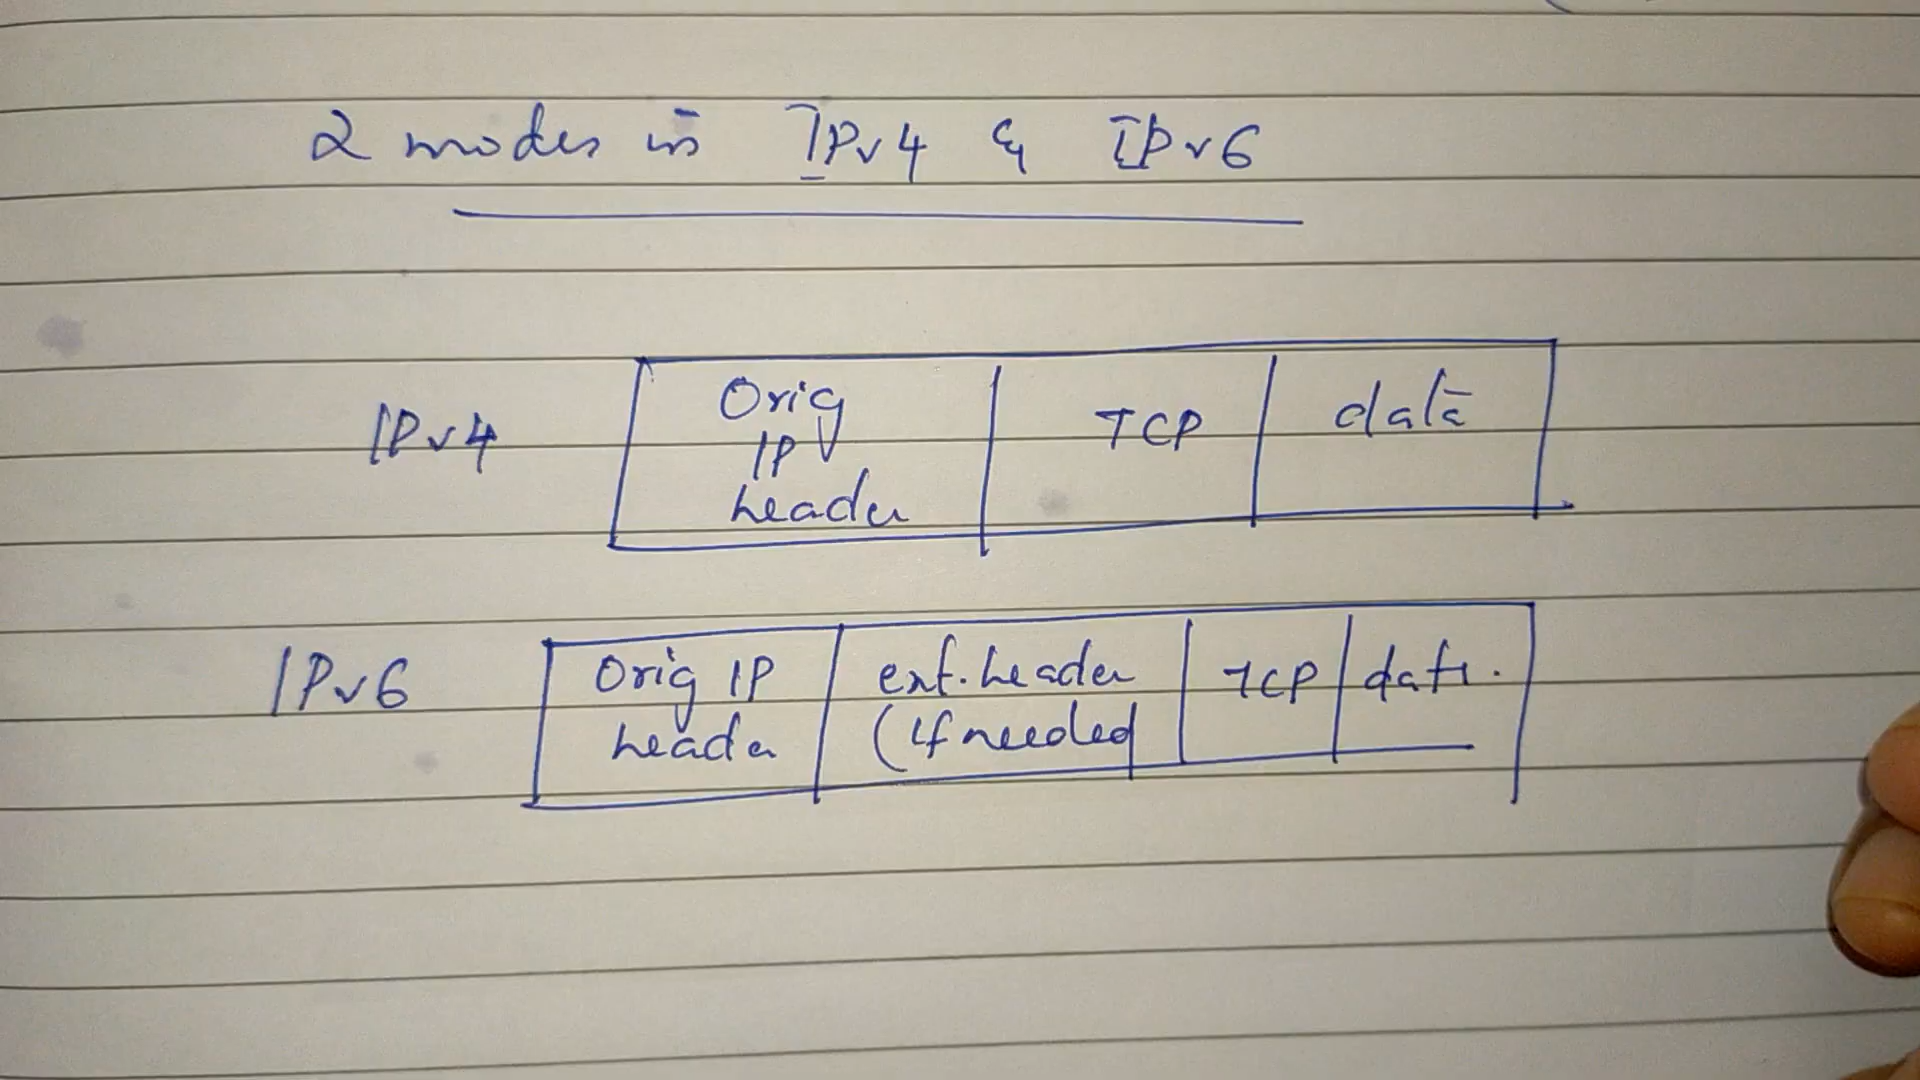 2 modes in IPv4 & IPv6
IPv4
Orig
IP
header
TCP
data
IPv6
Orig IP
header
ext. header
(If needed
TCP
data.